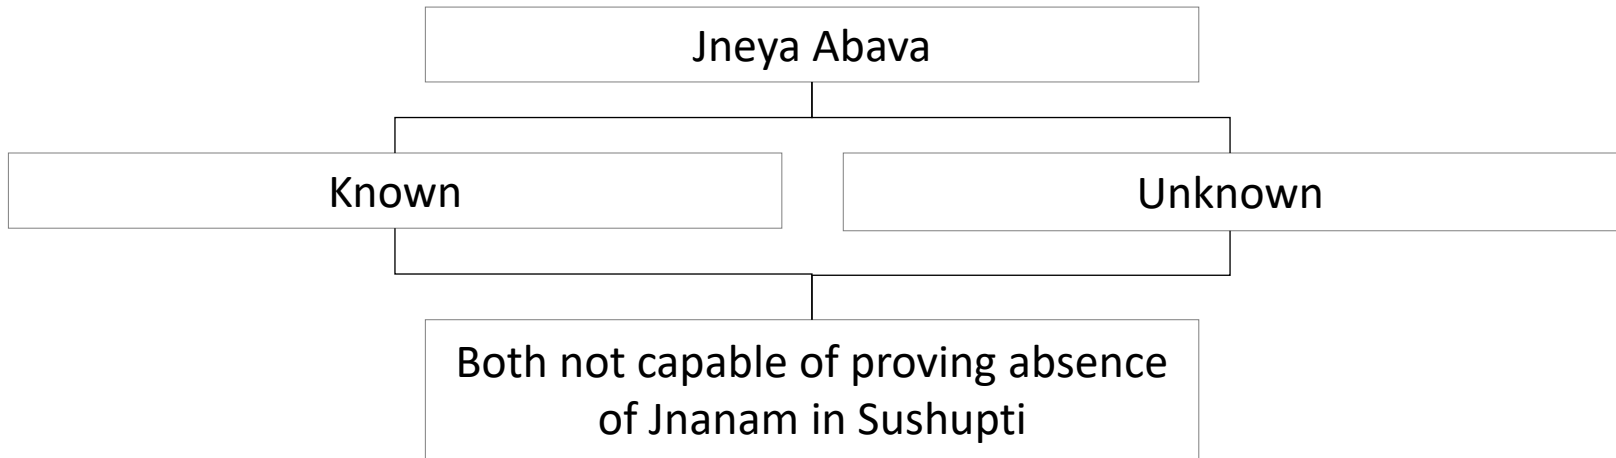 Jneya Abava
Known
Unknown
Both not capable of proving absence
of Jnanam in Sushupti